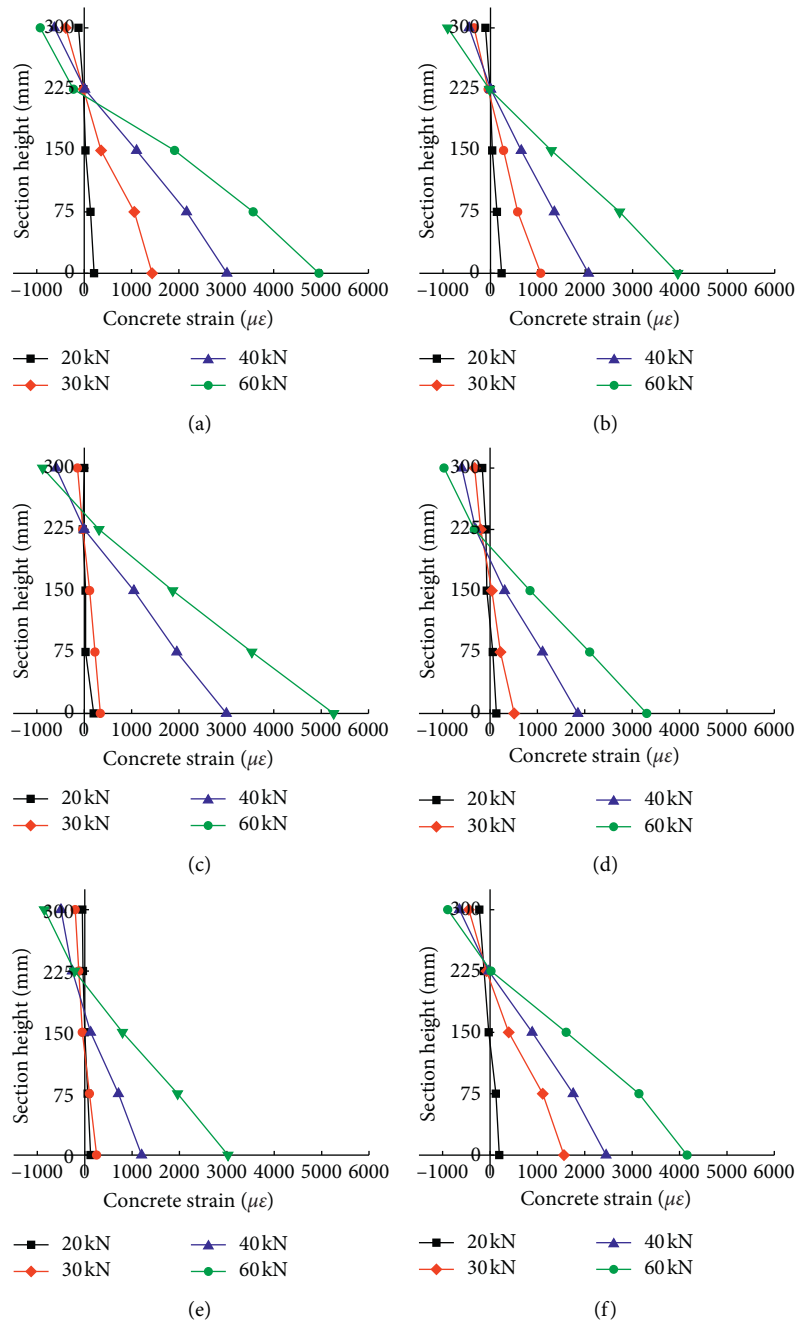 300
225
150
75
0
Section height (mm)
−1000 0 1000 2000 3000 4000 5000 6000
Concrete strain (με)
20 kN 40 kN
30 kN 60 kN
(a)
300
225
150
75
0
Section height (mm)
−1000 0 1000 2000 3000 4000 5000 6000
Concrete strain (με)
20 kN 40 kN
30 kN 60 kN
(b)
300
225
150
75
0
Section height (mm)
−1000 0 1000 2000 3000 4000 5000 6000
Concrete strain (με)
20 kN 40 kN
30 kN 60 kN
(c)
300
225
150
75
0
Section height (mm)
−1000 0 1000 2000 3000 4000 5000 6000
Concrete strain (με)
20 kN 40 kN
30 kN 60 kN
(d)
300
225
150
75
0
Section height (mm)
−1000 0 1000 2000 3000 4000 5000 6000
Concrete strain (με)
20 kN 40 kN
30 kN 60 kN
(e)
300
225
150
75
0
Section height (mm)
−1000 0 1000 2000 3000 4000 5000 6000
Concrete strain (με)
20 kN 40 kN
30 kN 60 kN
(f)